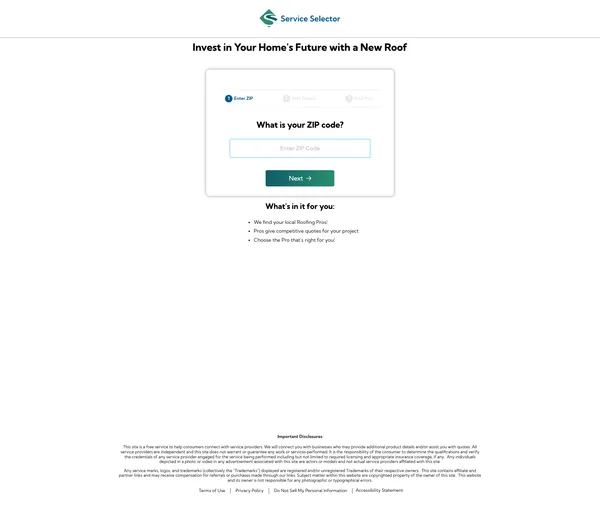 Service Selector
Invest in Your Home's Future with a New Roof
1 Enter ZIP
What is your ZIP code?
Enter ZIP Code
Next →
What's in it for you:
• We find your local Roofing Pros!
• Pros give competitive quotes for your project
• Choose the Pro that's right for you!
Important Disclosures
This site is a free service to help consumers connect with service providers. We will connect you with businesses who may provide additional product details and/or assist you with quotes. All
service providers are independent and this site does not warrant or guarantee any work or services performed. It is the responsibility of the consumer to determine the qualifications and verify
the credentials of any service provider engaged for the service being performed including but not limited to required licensing and appropriate insurance coverage, if any. Any individuals
depicted in a photo or video in any advertisement associated with this site are actors or models and not actual service providers affiliated with this site.
Any service marks, logos, and trademarks (collectively the "Trademarks") displayed are registered and/or unregistered Trademarks of their respective owners. This site contains affiliate and
partner links and may receive compensation for referrals or purchases made through our links. Subject matter within this website are copyrighted property of the owner of this site. This website
and its owner is not responsible for any photographic or typographical errors.
Terms of Use | Privacy Policy | Do Not Sell My Personal Information | Accessibility Statement